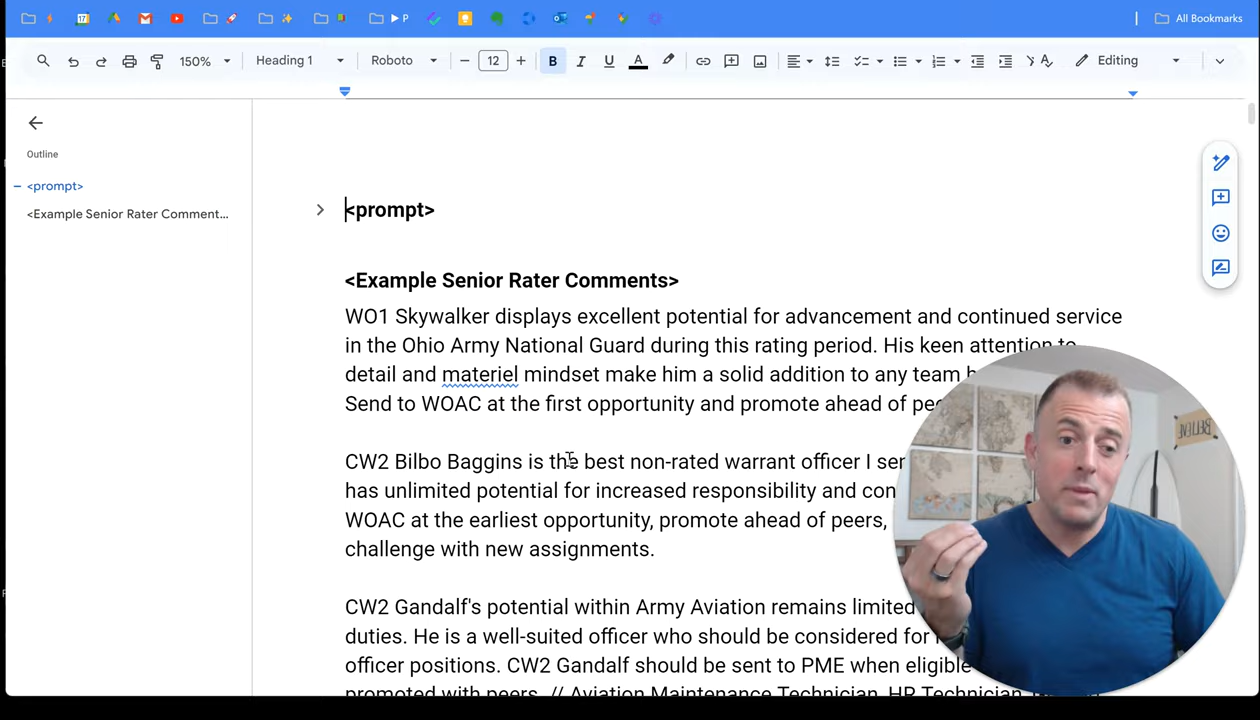 ▶ P
All Bookmarks
150%
Heading 1
Roboto
12
B
I
U
A
Editing
Outline
<prompt>
<Example Senior Rater Comment...
<prompt>
<Example Senior Rater Comments>
WO1 Skywalker displays excellent potential for advancement and continued service
in the Ohio Army National Guard during this rating period. His keen attention to
detail and materiel mindset make him a solid addition to any team
Send to WOAC at the first opportunity and promote ahead of
CW2 Bilbo Baggins is the best non-rated warrant officer I
has unlimited potential for increased responsibility and
WOAC at the earliest opportunity, promote ahead of peers,
challenge with new assignments.
CW2 Gandalf's potential within Army Aviation remains limited
duties. He is a well-suited officer who should be considered for
officer positions. CW2 Gandalf should be sent to PME when eligible
promoted with peers. // Aviation Maintenance Technician, HR Technician,
BELIEVE